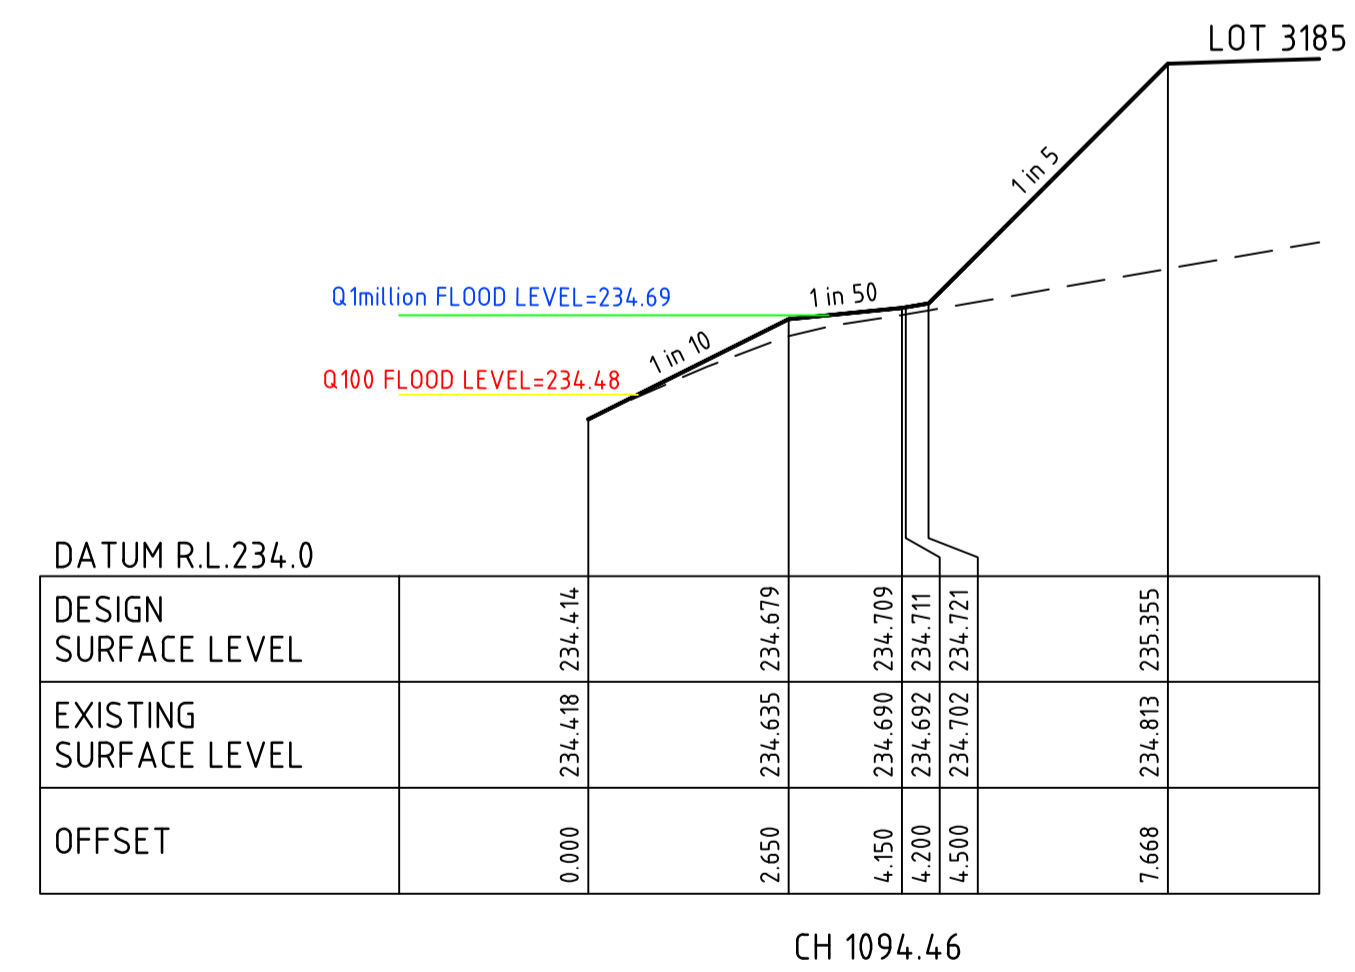 LOT 3185
1 in 5
Q1million FLOOD LEVEL=234.69
1 in 50
1 in 10
Q100 FLOOD LEVEL=234.48
DATUM R.L.234.0
DESIGN
SURFACE LEVEL
234.414
234.679
234.709
234.711
234.721
235.355
EXISTING
SURFACE LEVEL
234.418
234.635
234.690
234.692
234.702
234.813
OFFSET
0.000
2.650
4.150
4.200
4.500
7.668
CH 1094.46